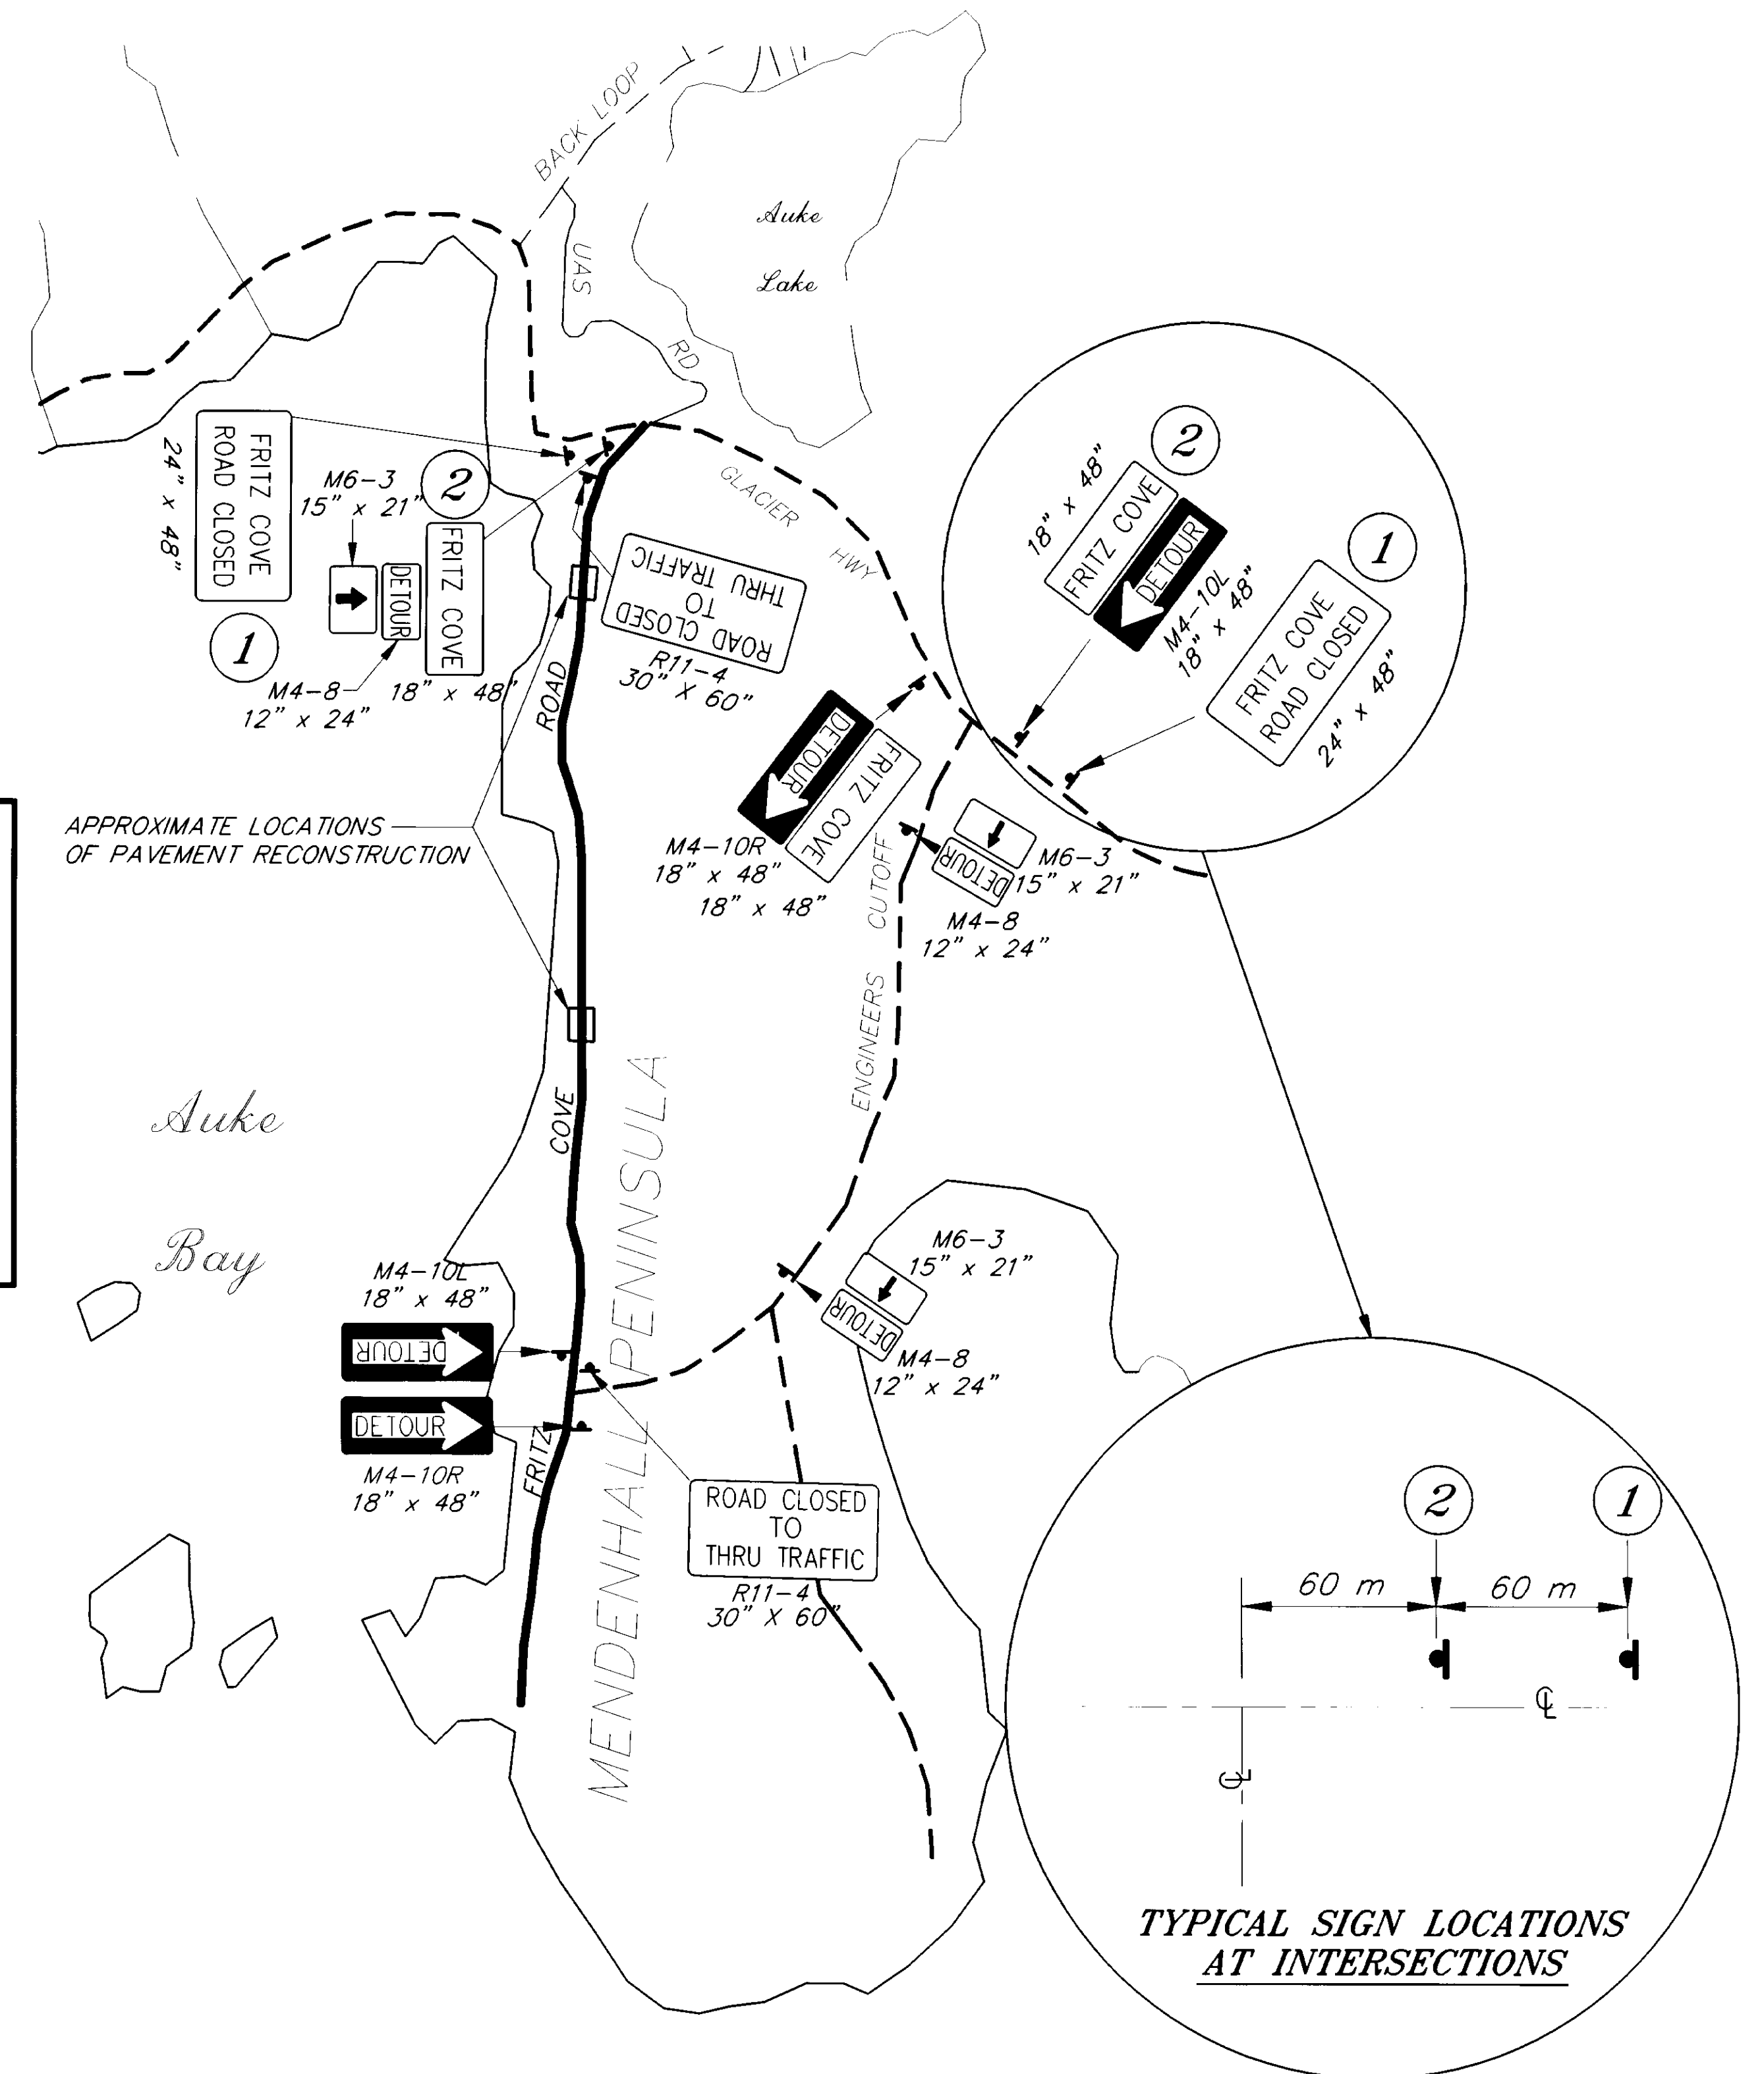 BACK LOOP
Auke
Lake
UAS
RD
GLACIER
HWY
FRITZ COVE
ROAD CLOSED
24" x 48"
1
M6-3
15" x 21"
2
DETOUR
FRITZ COVE
M4-8
12" x 24"
18" x 48"
ROAD CLOSED
TO
THRU TRAFFIC
R11-4
30" X 60"
2
18" x 48"
FRITZ COVE
DETOUR
M4-10L
18" x 48"
1
FRITZ COVE
ROAD CLOSED
24" x 48"
DETOUR
FRITZ COVE
M4-10R
18" x 48"
18" x 48"
DETOUR
M6-3
15" x 21"
M4-8
12" x 24"
APPROXIMATE LOCATIONS
OF PAVEMENT RECONSTRUCTION
ENGINEERS CUTOFF
FRITZ COVE ROAD
MENDENHALL PENINSULA
Auke
Bay
M6-3
15" x 21"
DETOUR
M4-8
12" x 24"
M4-10L
18" x 48"
DETOUR
DETOUR
M4-10R
18" x 48"
ROAD CLOSED
TO
THRU TRAFFIC
R11-4
30" X 60"
2
1
60 m
60 m
℄
℄
TYPICAL SIGN LOCATIONS
AT INTERSECTIONS